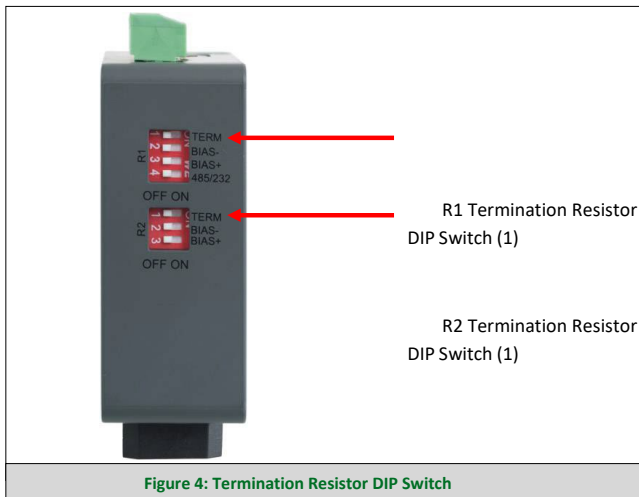 1 TERM
2 BIAS-
3 BIAS+
4 485/232
R1
OFF ON
1 TERM
2 BIAS-
3 BIAS+
R2
OFF ON
R1 Termination Resistor
DIP Switch (1)
R2 Termination Resistor
DIP Switch (1)
Figure 4: Termination Resistor DIP Switch